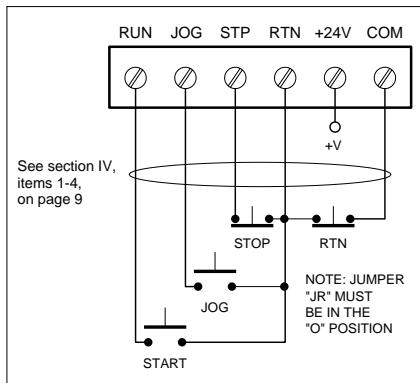 RUN JOG STP RTN +24V COM
+V
See section IV,
items 1-4,
on page 9
STOP RTN
JOG
NOTE: JUMPER
"JR" MUST
BE IN THE
"O" POSITION
START